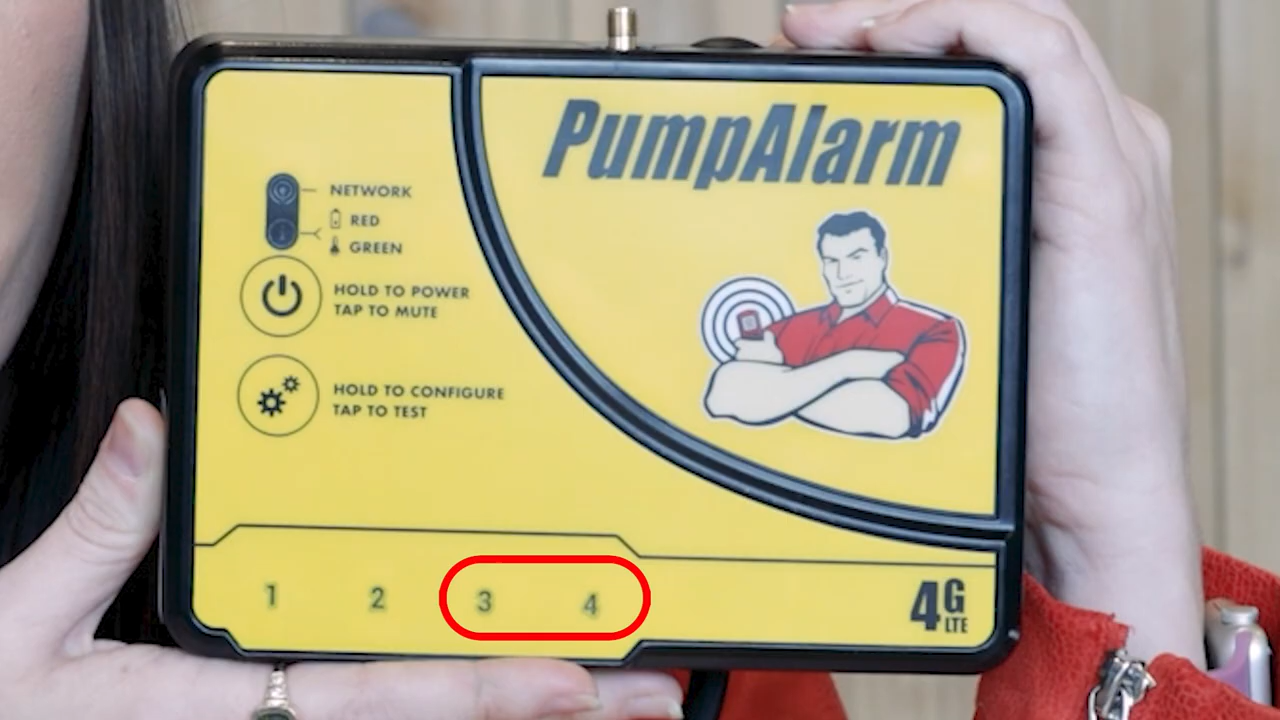 PumpAlarm
NETWORK
RED
GREEN
HOLD TO POWER
TAP TO MUTE
HOLD TO CONFIGURE
TAP TO TEST
1 2 3 4
4G LTE